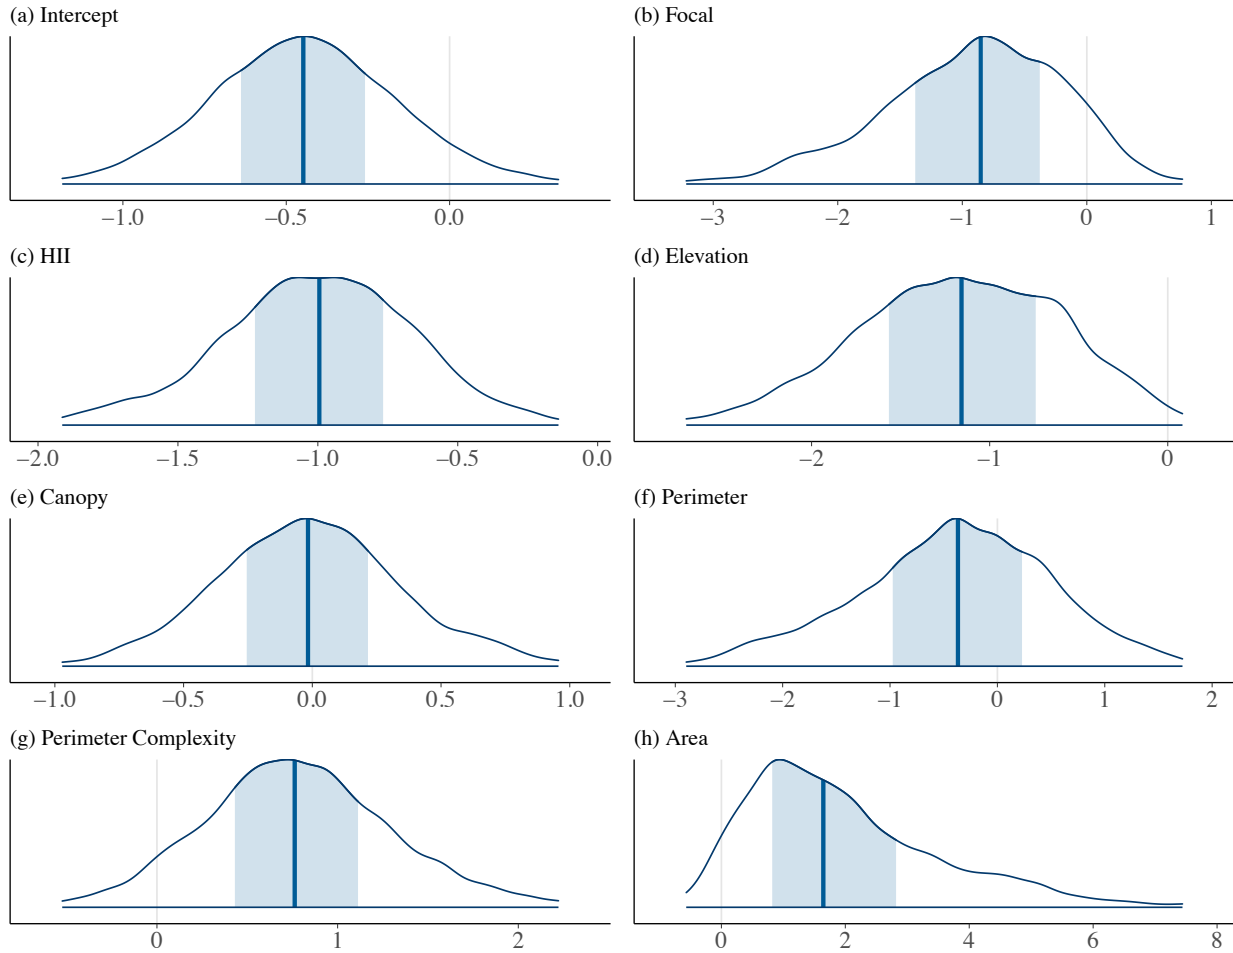 (a) Intercept
–1.0 –0.5 0.0
(b) Focal
–3 –2 –1 0 1
(c) HII
–2.0 –1.5 –1.0 –0.5 0.0
(d) Elevation
–2 –1 0
(e) Canopy
–1.0 –0.5 0.0 0.5 1.0
(f) Perimeter
–3 –2 –1 0 1 2
(g) Perimeter Complexity
0 1 2
(h) Area
0 2 4 6 8